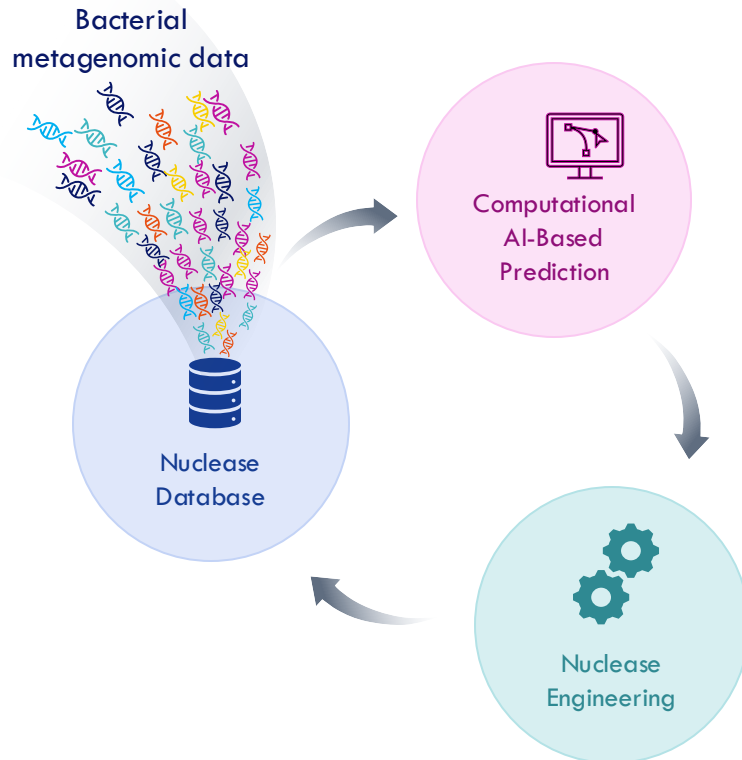 Bacterial
metagenomic data
Computational
AI-Based
Prediction
Nuclease
Database
Nuclease
Engineering